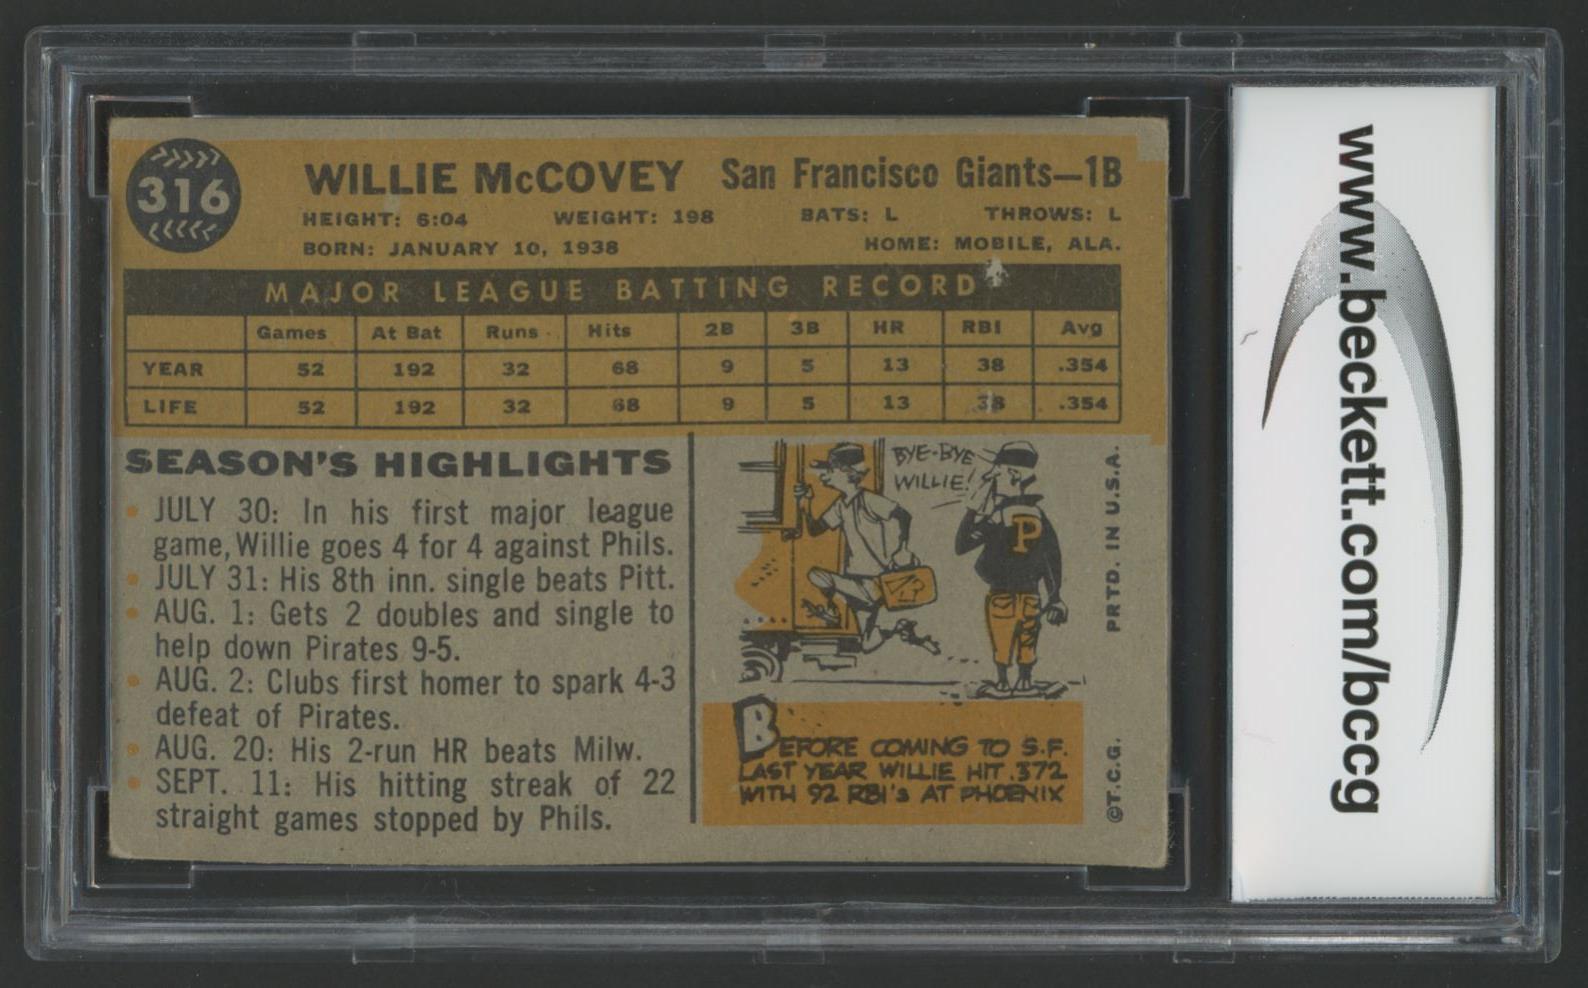 316
WILLIE McCOVEY San Francisco Giants—1B
HEIGHT: 6:04 WEIGHT: 198 BATS: L THROWS: L
BORN: JANUARY 10, 1938 HOME: MOBILE, ALA.
MAJOR LEAGUE BATTING RECORD
Games At Bat Runs Hits 2B 3B HR RBI Avg
YEAR 52 192 32 68 9 5 13 38 .354
LIFE 52 192 32 68 9 5 13 38 .354
SEASON'S HIGHLIGHTS
• JULY 30: In his first major league
game, Willie goes 4 for 4 against Phils.
• JULY 31: His 8th inn. single beats Pitt.
• AUG. 1: Gets 2 doubles and single to
help down Pirates 9-5.
• AUG. 2: Clubs first homer to spark 4-3
defeat of Pirates.
• AUG. 20: His 2-run HR beats Milw.
• SEPT. 11: His hitting streak of 22
straight games stopped by Phils.
BYE-BYE
WILLIE!
P
BEFORE COMING TO S.F.
LAST YEAR WILLIE HIT .372
WITH 92 RBI's AT PHOENIX
PRTD. IN U.S.A.
©T.C.G.
www.beckett.com/bccg